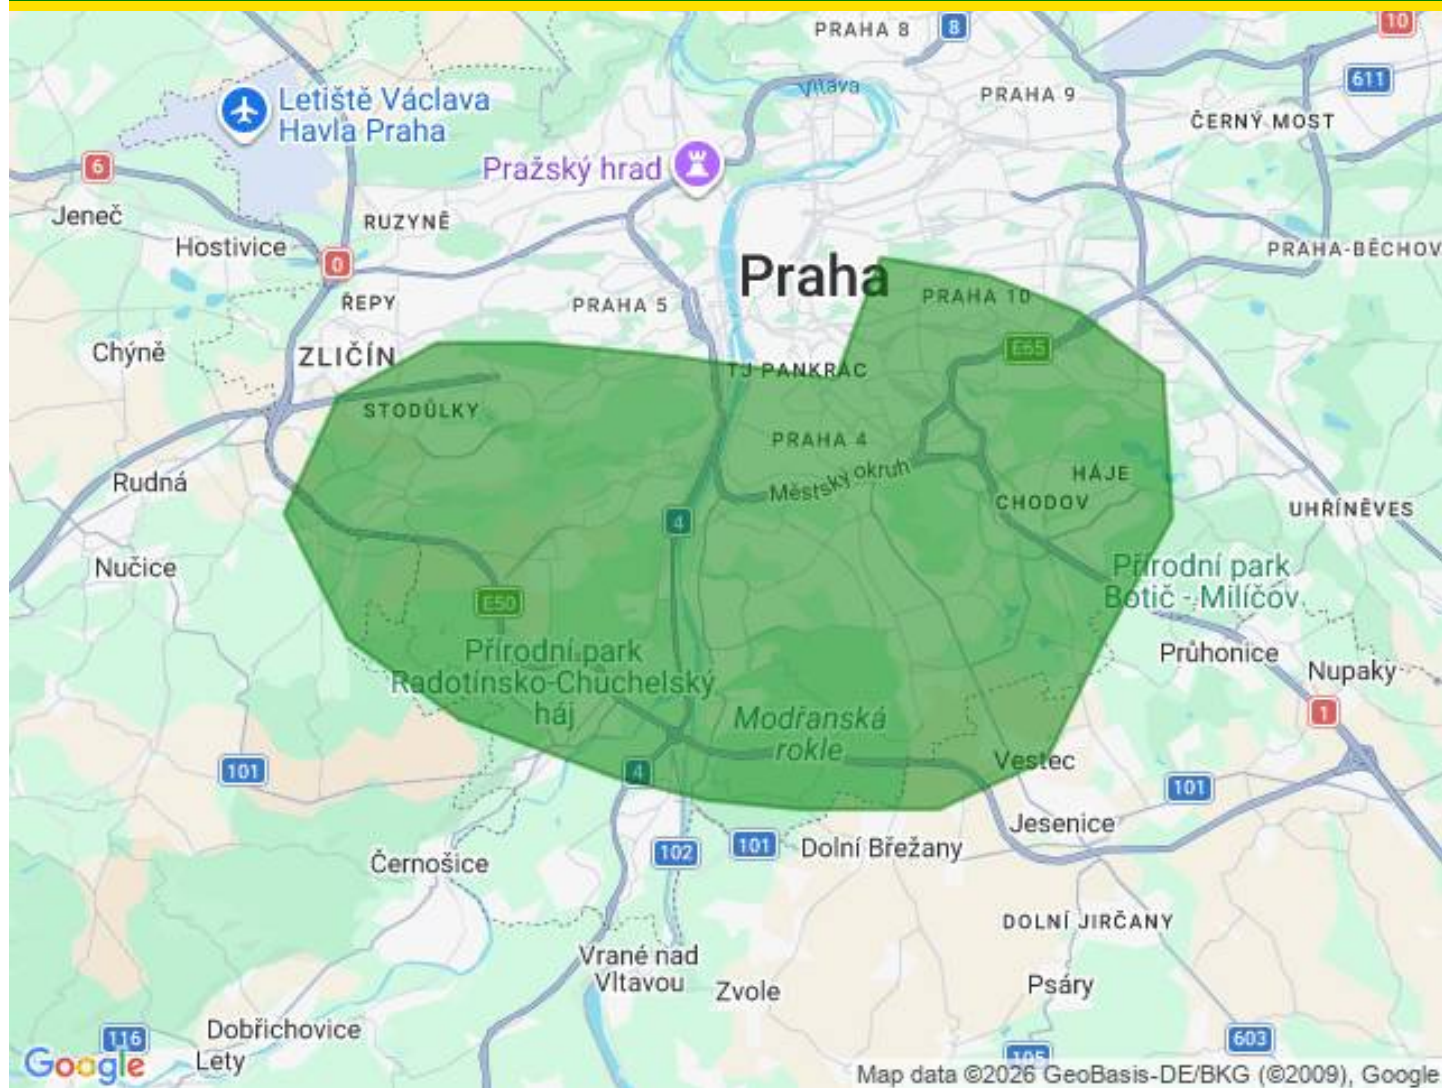 PRAHA 8
8
10
Vltava
611
Letiště Václava
Havla Praha
PRAHA 9
ČERNÝ MOST
6
Pražský hrad
Jeneč
RUZYNĚ
Hostivice
PRAHA-BĚCHOV
0
Praha
PRAHA 10
ŘEPY
PRAHA 5
Chýně
ZLIČÍN
E65
TJ PANKRÁC
STODŮLKY
PRAHA 4
Rudná
Městský okruh
HÁJE
CHODOV
UHŘÍNĚVES
4
Nučice
Přírodní park
Botič - Milíčov
E50
Přírodní park
Radotínsko-Chuchelský
háj
Průhonice
Nupaky
1
Modřanská
rokle
Vestec
101
4
101
Jesenice
102
101
Dolní Břežany
Černošice
DOLNÍ JIRČANY
Vrané nad
Vltavou
Zvole
Psáry
Dobřichovice
116
603
105
Lety
Google
Map data ©2026 GeoBasis-DE/BKG (©2009), Google